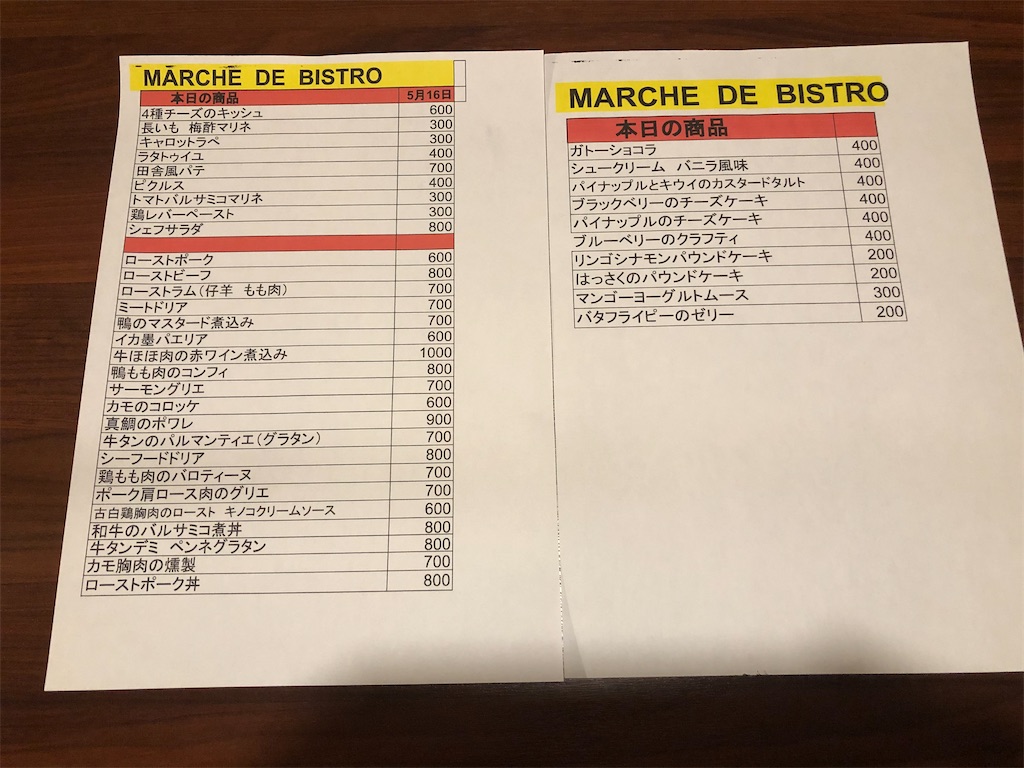 MARCHE DE BISTRO
本日の商品 5月16日
4種チーズのキッシュ 600
長いも 梅酢マリネ 300
キャロットラペ 300
ラタトゥイユ 400
田舎風パテ 700
ピクルス 400
トマトバルサミコマリネ 300
鶏レバーペースト 300
シェフサラダ 800
ローストポーク 600
ローストビーフ 800
ローストラム(仔羊 もも肉) 700
ミートドリア 700
鴨のマスタード煮込み 700
イカ墨パエリア 600
牛ほほ肉の赤ワイン煮込み 1000
鴨もも肉のコンフィ 800
サーモングリエ 700
カモのコロッケ 600
真鯛のポワレ 900
牛タンのパルマンティエ(グラタン) 700
シーフードドリア 800
鶏もも肉のバロティーヌ 700
ポーク肩ロース肉のグリエ 700
古白鶏胸肉のロースト キノコクリームソース 600
和牛のバルサミコ煮丼 800
牛タンデミ ペンネグラタン 800
カモ胸肉の燻製 700
ローストポーク丼 800
MARCHE DE BISTRO
本日の商品
ガトーショコラ 400
シュークリーム バニラ風味 400
パイナップルとキウイのカスタードタルト 400
ブラックベリーのチーズケーキ 400
パイナップルのチーズケーキ 400
ブルーベリーのクラフティ 400
リンゴシナモンパウンドケーキ 200
はっさくのパウンドケーキ 200
マンゴーヨーグルトムース 300
バタフライピーのゼリー 200